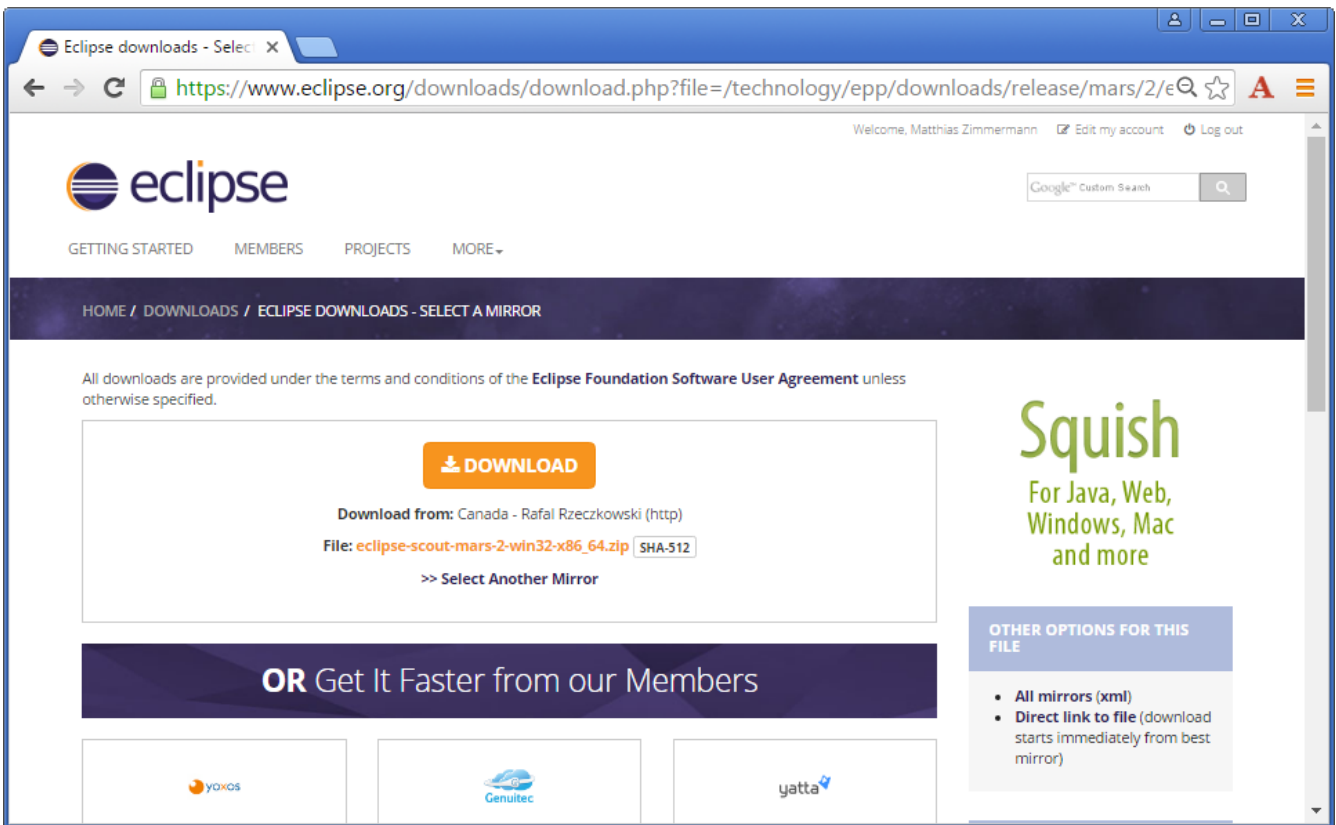 Eclipse downloads - Selec
https://www.eclipse.org/downloads/download.php?file=/technology/epp/downloads/release/mars/2/e
A
Welcome, Matthias Zimmermann Edit my account Log out
eclipse
Google™ Custom Search
GETTING STARTED MEMBERS PROJECTS MORE
HOME / DOWNLOADS / ECLIPSE DOWNLOADS - SELECT A MIRROR
All downloads are provided under the terms and conditions of the Eclipse Foundation Software User Agreement unless
otherwise specified.
DOWNLOAD
Download from: Canada - Rafal Rzeczkowski (http)
File: eclipse-scout-mars-2-win32-x86_64.zip SHA-512
>> Select Another Mirror
Squish
For Java, Web,
Windows, Mac
and more
OR Get It Faster from our Members
OTHER OPTIONS FOR THIS
FILE
• All mirrors (xml)
• Direct link to file (download
starts immediately from best
mirror)
yoxos
Genuitec
yatta